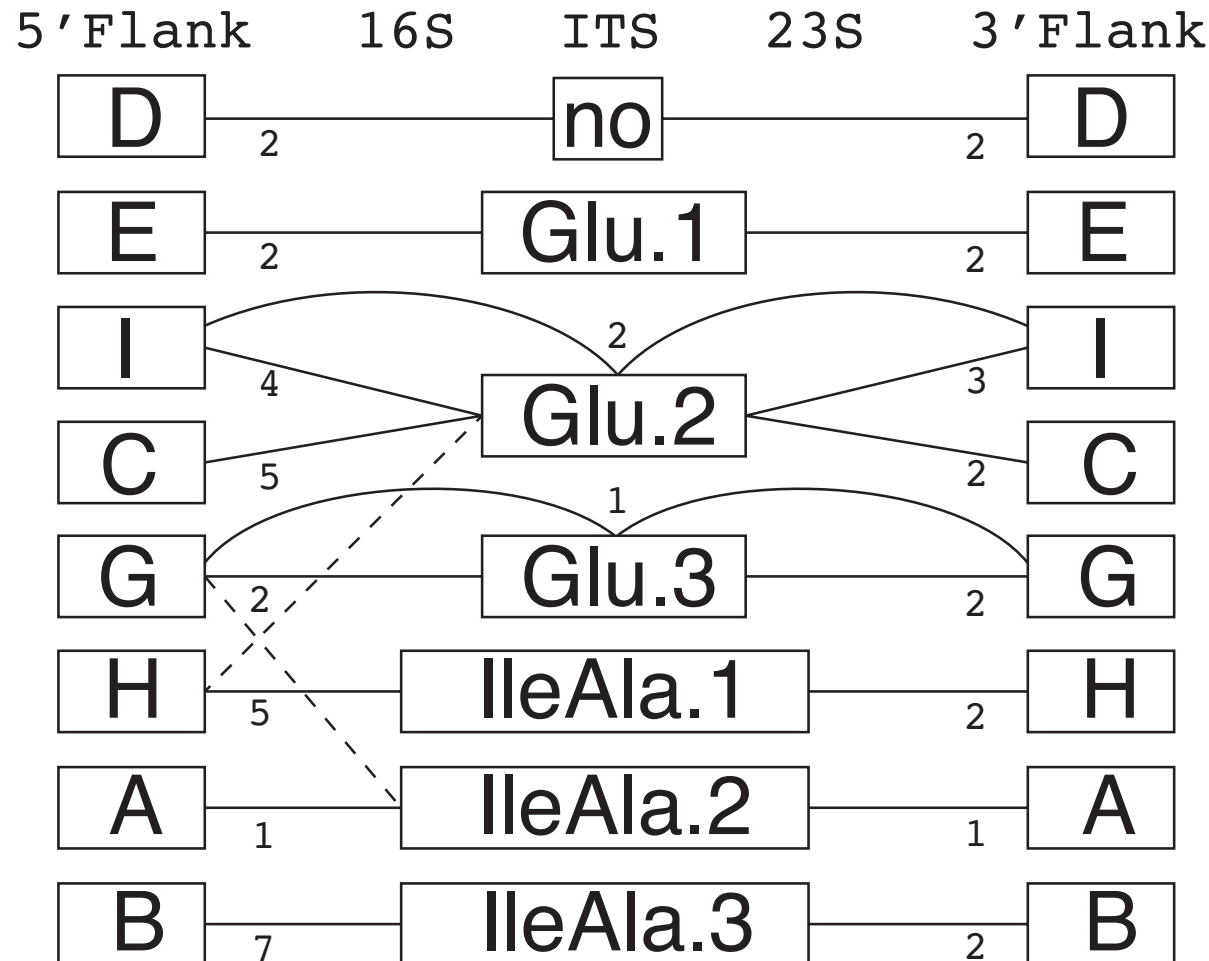 5'Flank 16S ITS 23S 3'Flank
D no D
2 2
E Glu.1 E
2 2
I 2 I
4 Glu.2 3
C C
5 2
1
G Glu.3 G
2 2
H IleAla.1 H
5 2
A IleAla.2 A
1 1
B IleAla.3 B
7 2